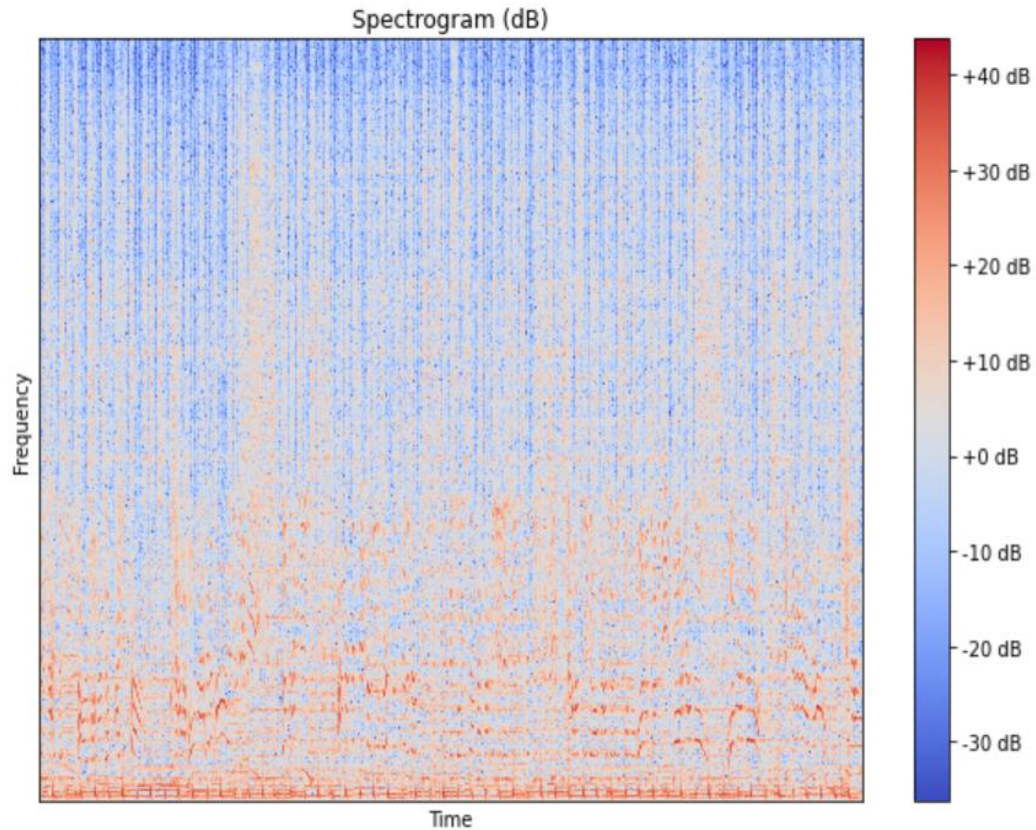 Spectrogram (dB)
Frequency
Time
+40 dB
+30 dB
+20 dB
+10 dB
+0 dB
-10 dB
-20 dB
-30 dB